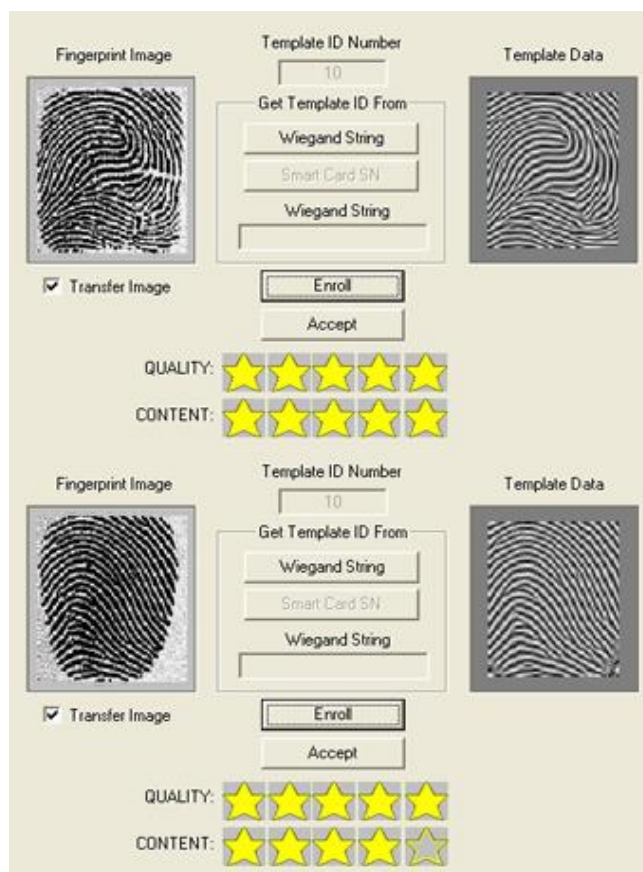 Fingerprint Image
Template ID Number
Template Data
10
Get Template ID From
Wiegand String
Smart Card SN
Wiegand String
Transfer Image
Enroll
Accept
QUALITY:
CONTENT:
Fingerprint Image
Template ID Number
Template Data
10
Get Template ID From
Wiegand String
Smart Card SN
Wiegand String
Transfer Image
Enroll
Accept
QUALITY:
CONTENT: